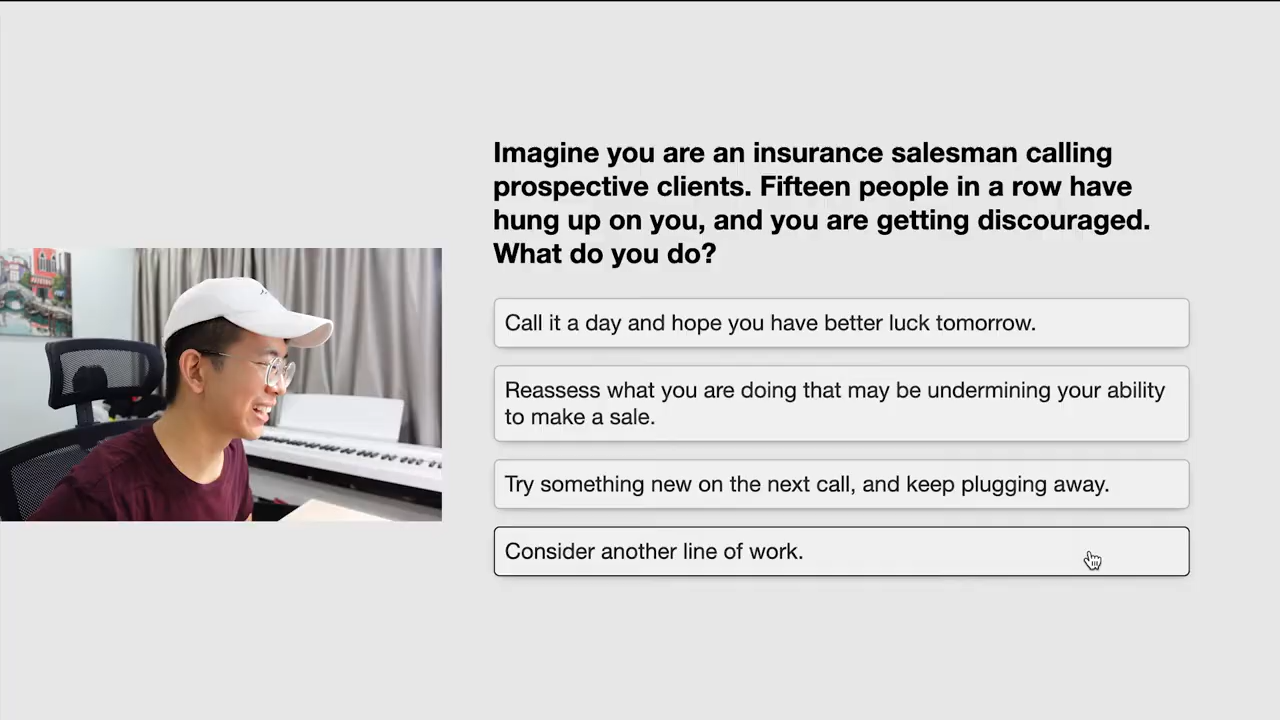 Imagine you are an insurance salesman calling
prospective clients. Fifteen people in a row have
hung up on you, and you are getting discouraged.
What do you do?
Call it a day and hope you have better luck tomorrow.
Reassess what you are doing that may be undermining your ability
to make a sale.
Try something new on the next call, and keep plugging away.
Consider another line of work.